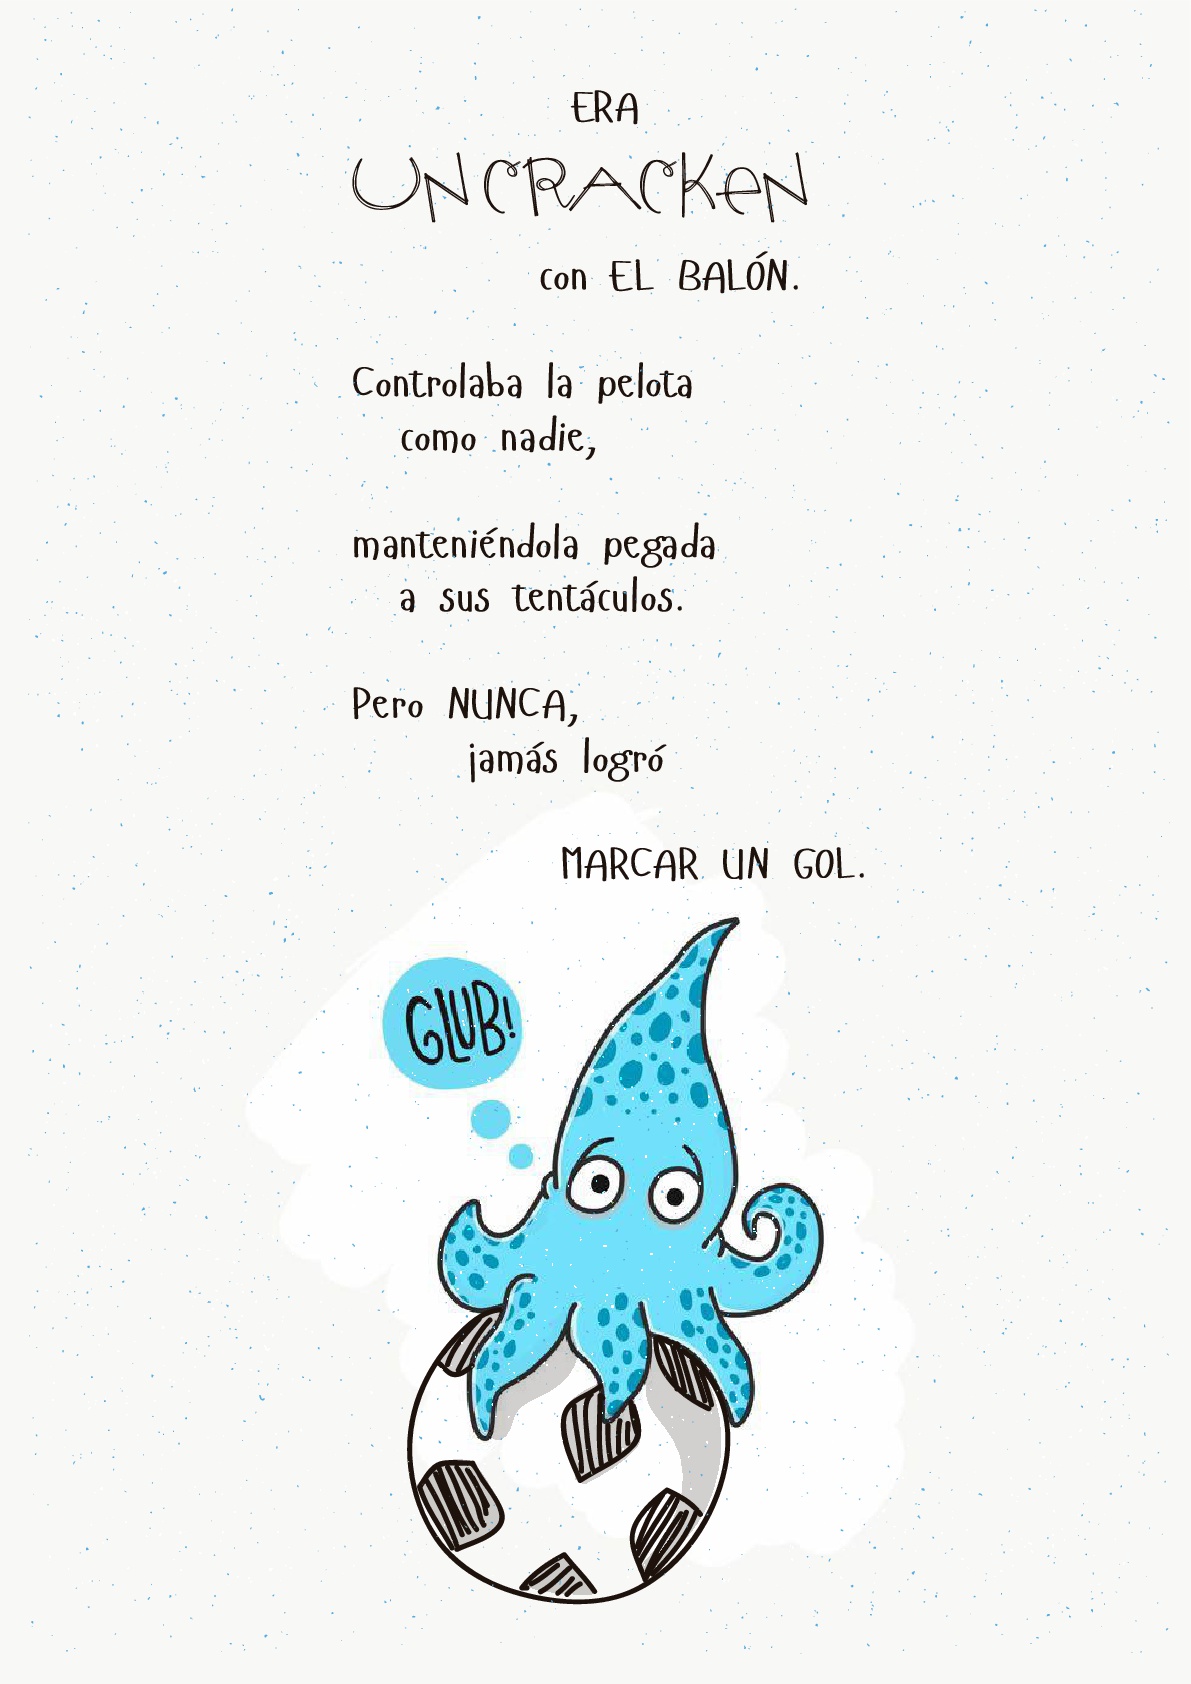 ERA
UN CRACKEN
con EL BALÓN.
Controlaba la pelota
como nadie,
manteniéndola pegada
a sus tentáculos.
Pero NUNCA,
jamás logró
MARCAR UN GOL.
GLUB!